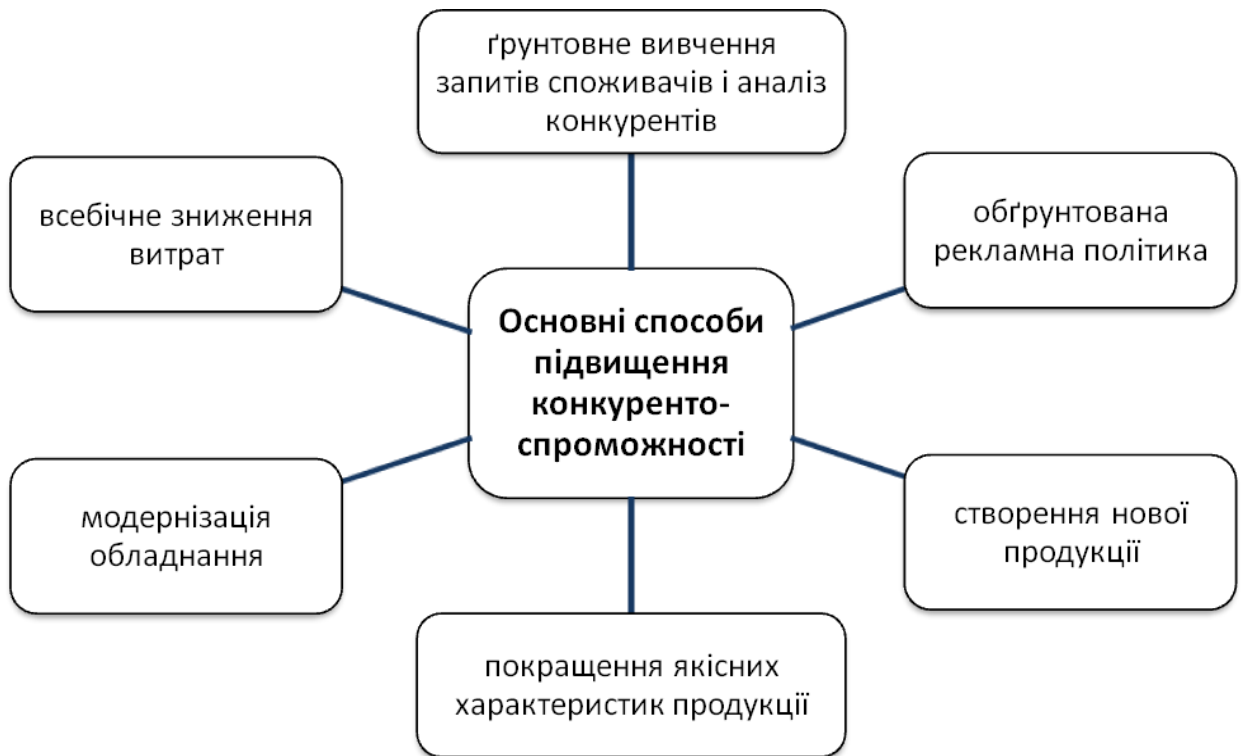 ґрунтовне вивчення
запитів споживачів і аналіз
конкурентів
всебічне зниження
витрат
обґрунтована
рекламна політика
Основні способи
підвищення
конкуренто-
спроможності
модернізація
обладнання
створення нової
продукції
покращення якісних
характеристик продукції